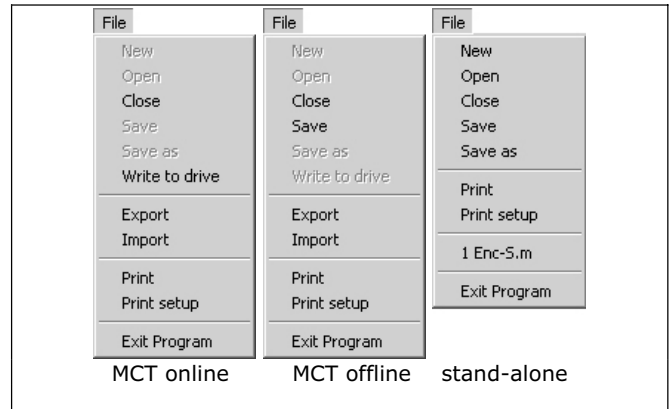 File
New
Open
Close
Save
Save as
Write to drive
Export
Import
Print
Print setup
Exit Program
MCT online
File
New
Open
Close
Save
Save as
Write to drive
Export
Import
Print
Print setup
Exit Program
MCT offline
File
New
Open
Close
Save
Save as
Print
Print setup
1 Enc-S.m
Exit Program
stand-alone